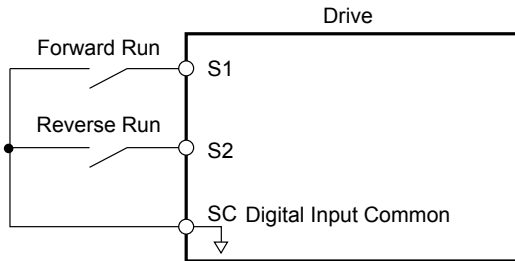 Drive
Forward Run
S1
Reverse Run
S2
SC Digital Input Common